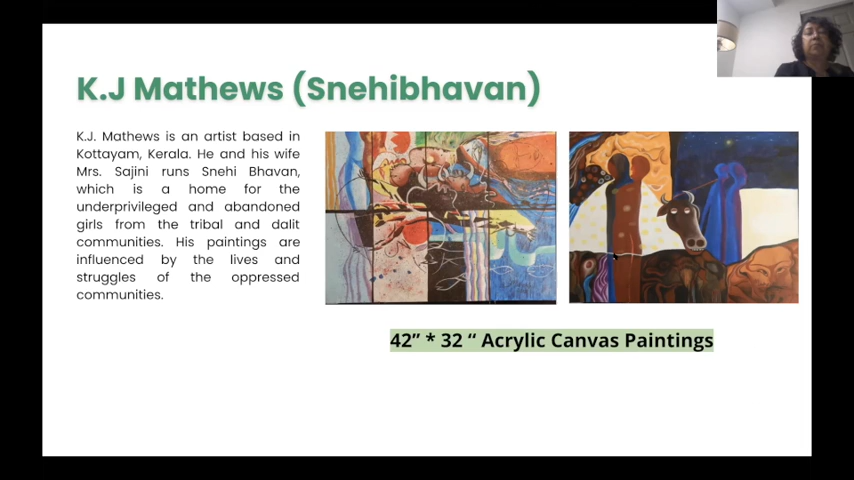 K.J Mathews (Snehibhavan)
K.J. Mathews is an artist based in
Kottayam, Kerala. He and his wife
Mrs. Sajini runs Snehi Bhavan,
which is a home for the
underprivileged and abandoned
girls from the tribal and dalit
communities. His paintings are
influenced by the lives and
struggles of the oppressed
communities.
42” * 32 “ Acrylic Canvas Paintings